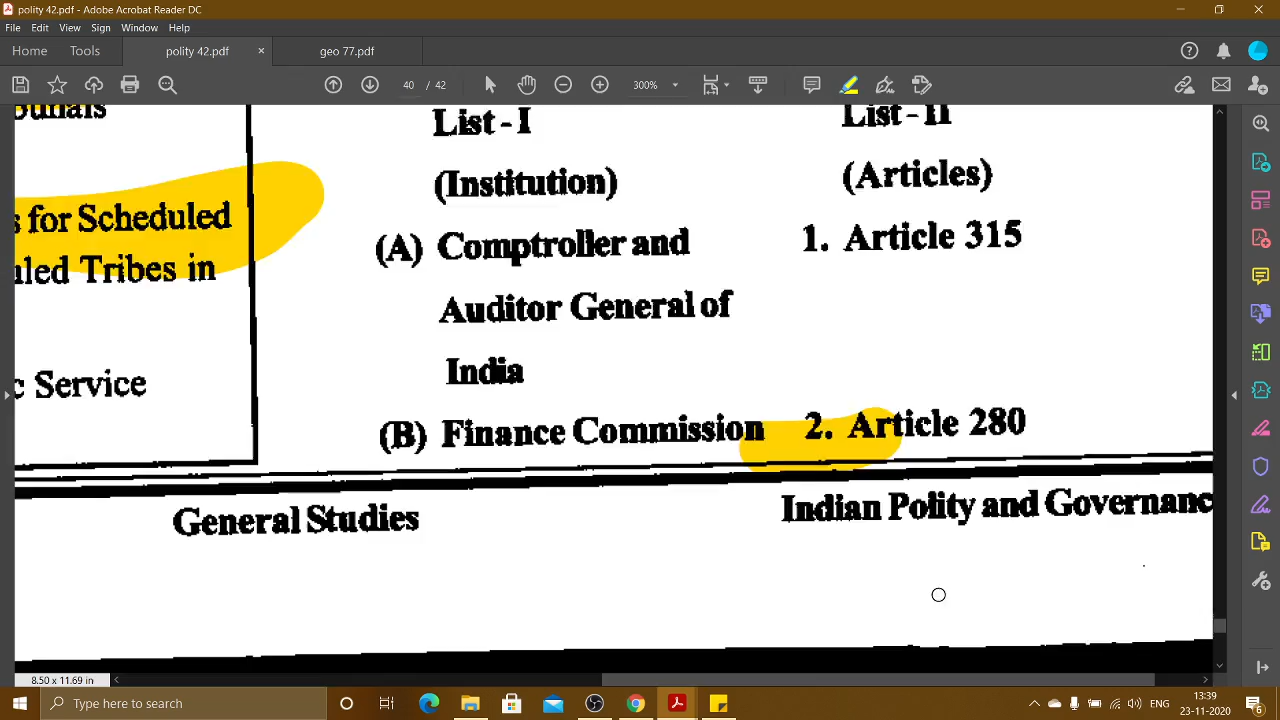 polity 42.pdf - Adobe Acrobat Reader DC
File Edit View Sign Window Help
Home Tools polity 42.pdf × geo 77.pdf
40 / 42 300%
s for Scheduled
Tribes in
Service
List - I
(Institution)
(A) Comptroller and
Auditor General of
India
(B) Finance Commission
List - II
(Articles)
1. Article 315
2. Article 280
General Studies
Indian Polity and Governanc
8.50 x 11.69 in
Type here to search
ENG
13:39
23-11-2020
6